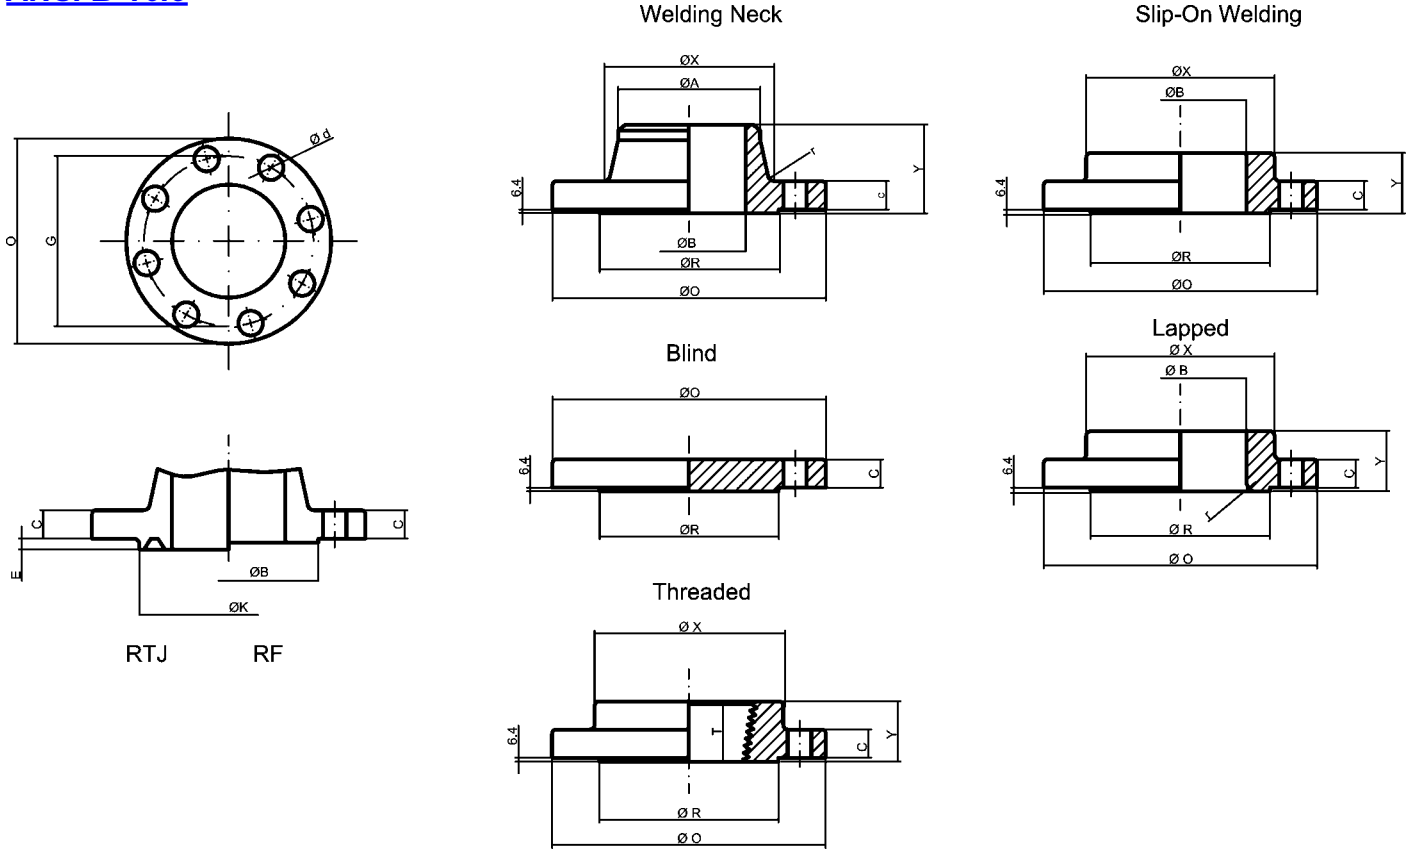 Welding Neck
ØX
ØA
r
Y
C
6.4
ØB
ØR
ØO
Slip-On Welding
ØX
ØB
6.4
C
Y
ØR
ØO
Ø d
O
G
Blind
ØO
6.4
C
ØR
Lapped
Ø X
Ø B
6.4
C
Y
r
Ø R
Ø O
C
C
E
ØB
ØK
RTJ
RF
Threaded
Ø X
6.4
T
C
Y
Ø R
Ø O